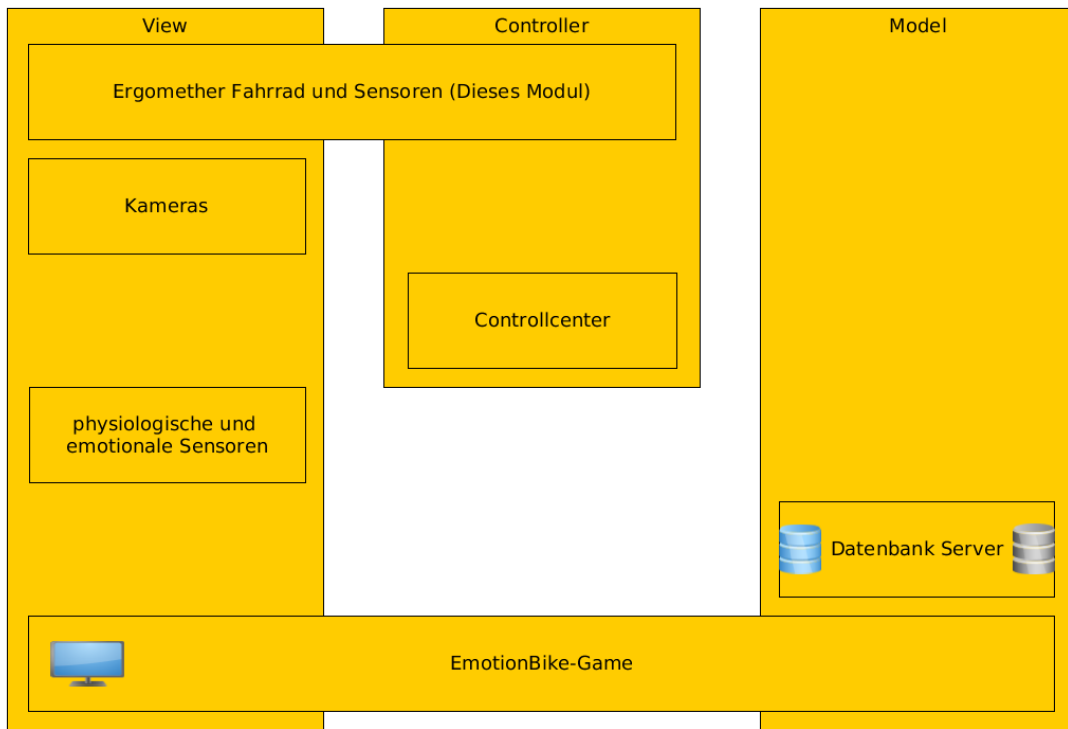 View
Controller
Model
Ergomether Fahrrad und Sensoren (Dieses Modul)
Kameras
Controllcenter
physiologische und
emotionale Sensoren
Datenbank Server
EmotionBike-Game